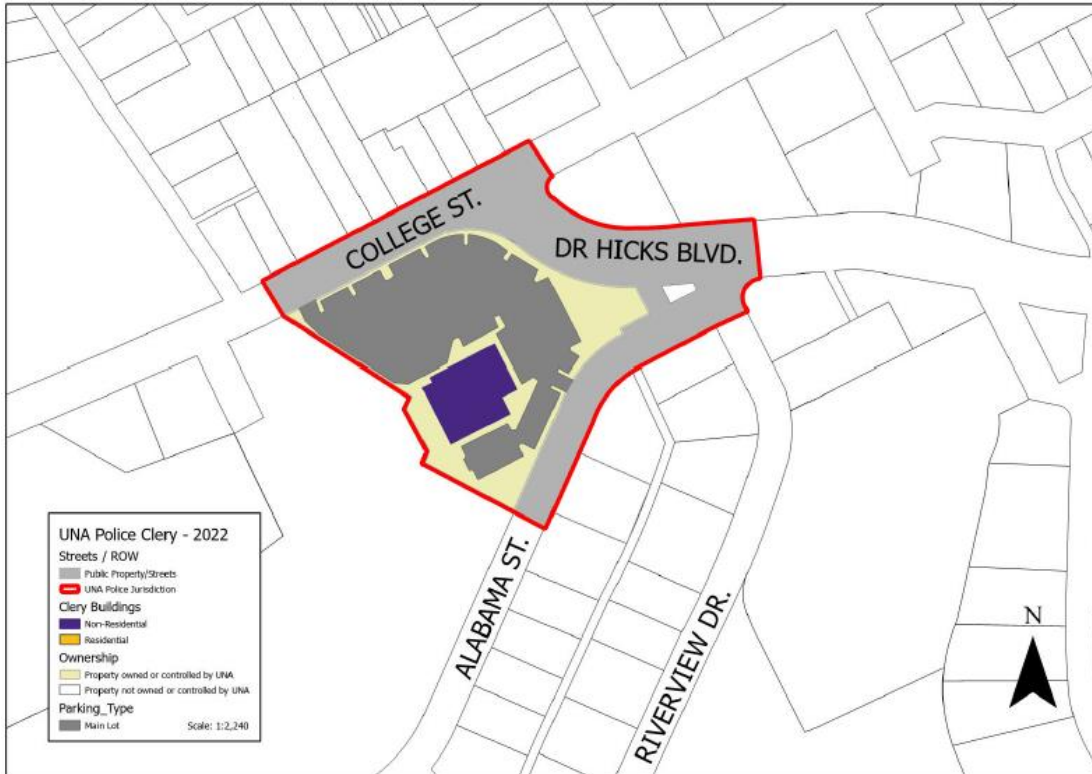 COLLEGE ST.
DR HICKS BLVD.
ALABAMA ST.
RIVERVIEW DR.
N
UNA Police Clery - 2022
Streets / ROW
Public Property/Streets
UNA Police Jurisdiction
Clery Buildings
Non-Residential
Residential
Ownership
Property owned or controlled by UNA
Property not owned or controlled by UNA
Parking_Type
Main Lot Scale: 1:2,240